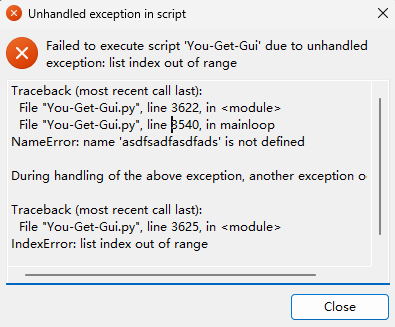 Unhandled exception in script
Failed to execute script 'You-Get-Gui' due to unhandled
exception: list index out of range
Traceback (most recent call last):
File "You-Get-Gui.py", line 3622, in <module>
File "You-Get-Gui.py", line 3540, in mainloop
NameError: name 'asdfsadfasdfads' is not defined
During handling of the above exception, another exception o
Traceback (most recent call last):
File "You-Get-Gui.py", line 3625, in <module>
IndexError: list index out of range
Close